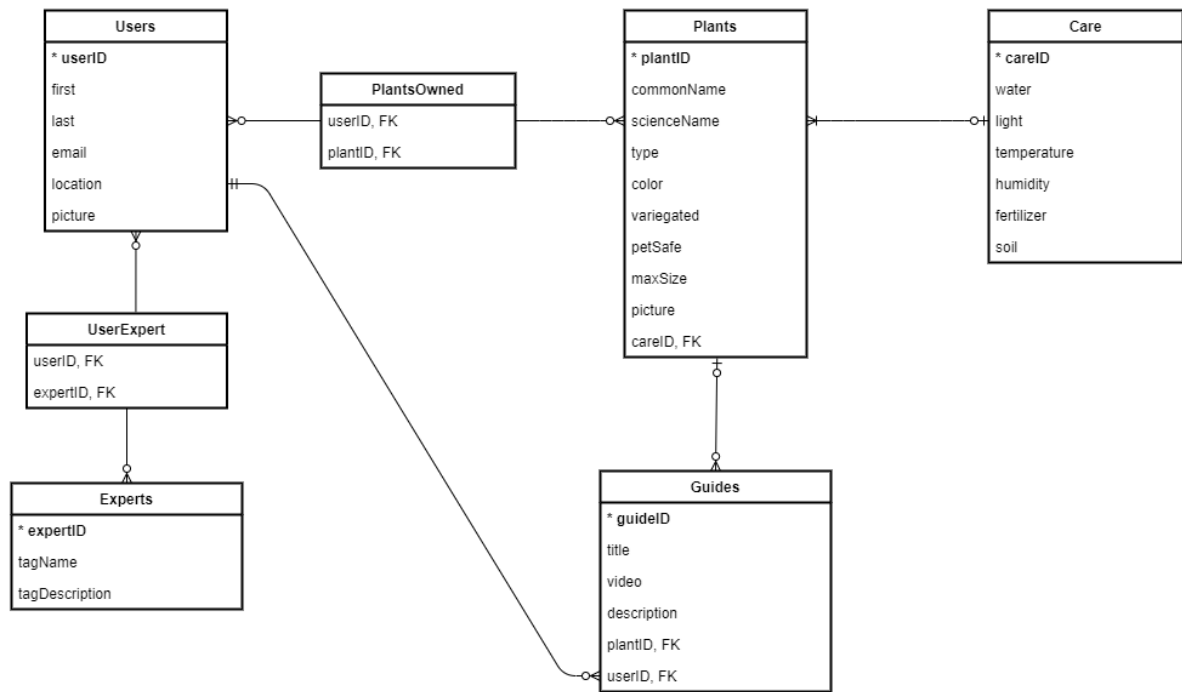 Users
* userID
first
last
email
location
picture
PlantsOwned
userID, FK
plantID, FK
Plants
* plantID
commonName
scienceName
type
color
variegated
petSafe
maxSize
picture
careID, FK
Care
* careID
water
light
temperature
humidity
fertilizer
soil
UserExpert
userID, FK
expertID, FK
Experts
* expertID
tagName
tagDescription
Guides
* guideID
title
video
description
plantID, FK
userID, FK